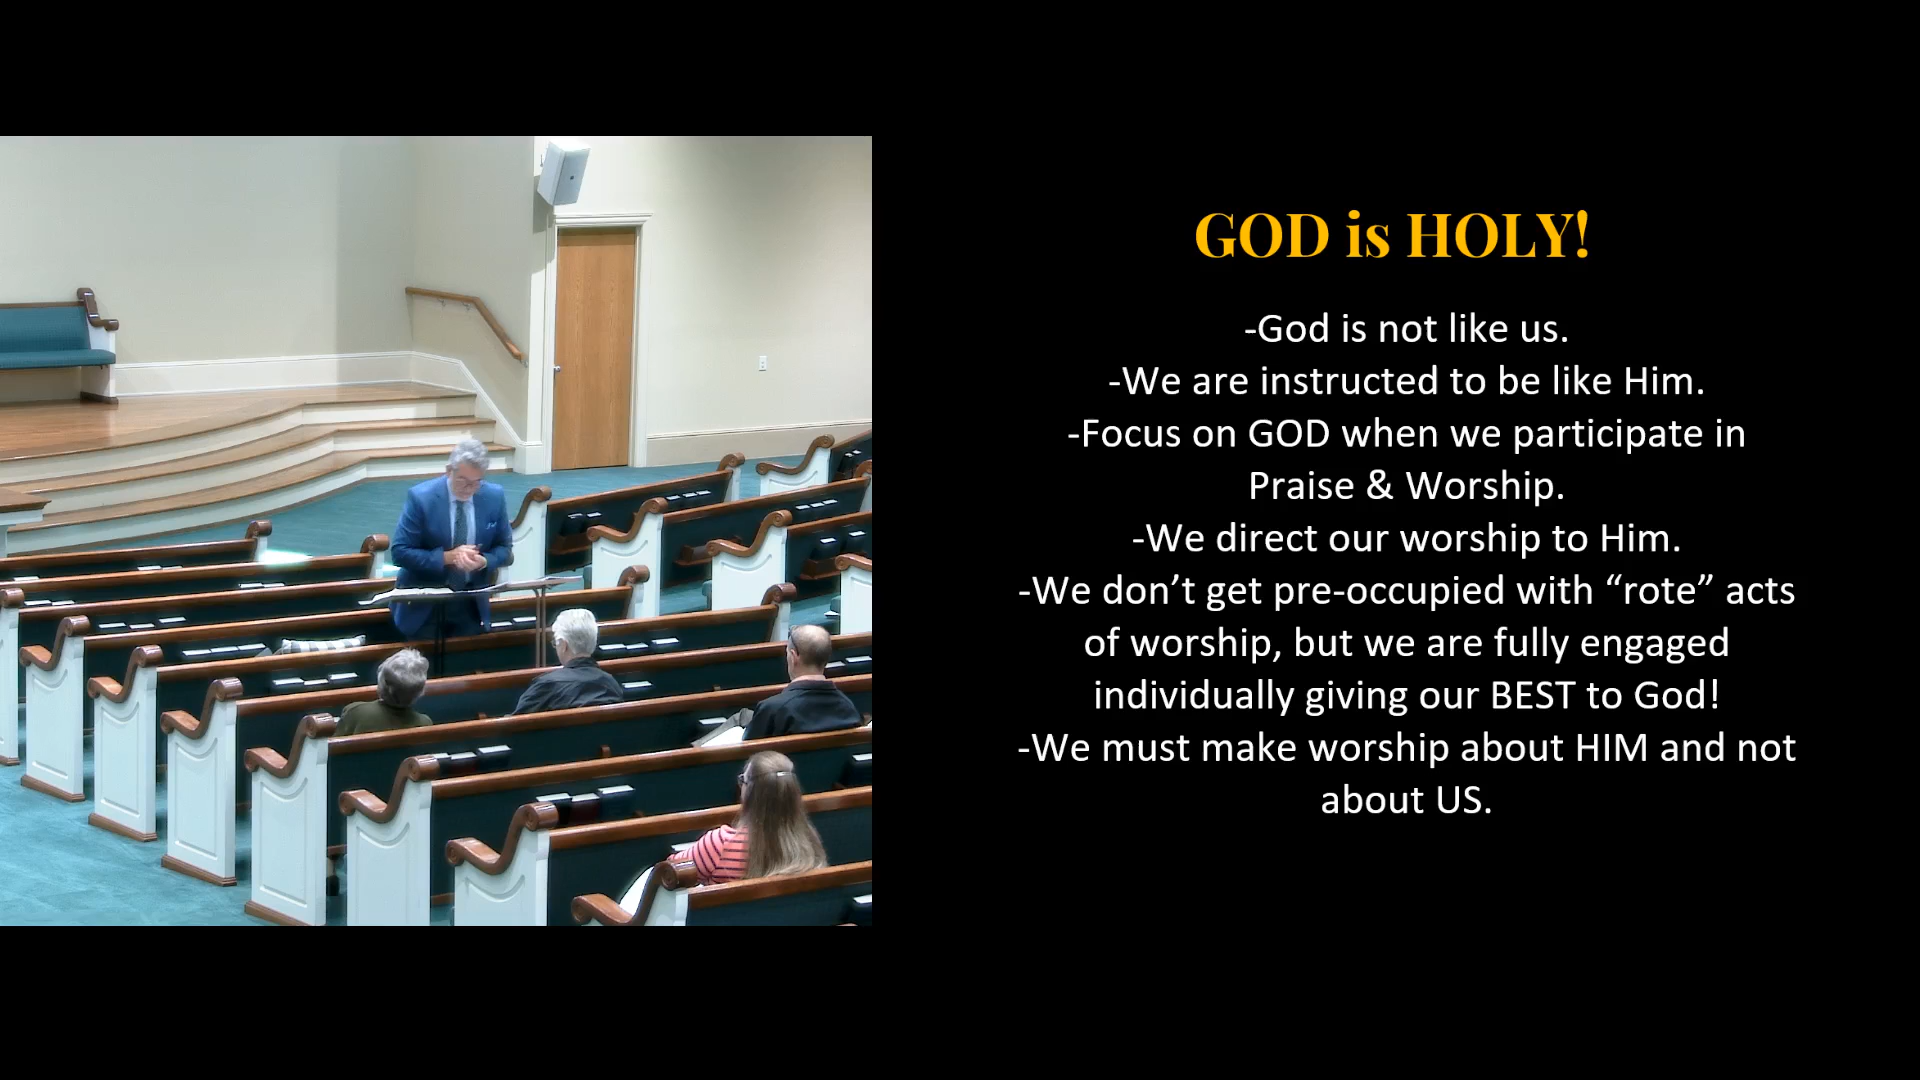 GOD is HOLY!
-God is not like us.
-We are instructed to be like Him.
-Focus on GOD when we participate in
Praise & Worship.
-We direct our worship to Him.
-We don’t get pre-occupied with “rote” acts
of worship, but we are fully engaged
individually giving our BEST to God!
-We must make worship about HIM and not
about US.